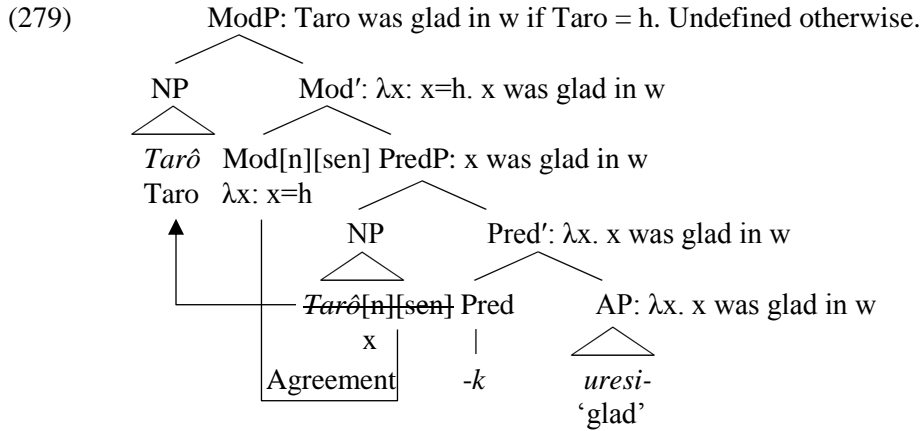 (279) ModP: Taro was glad in w if Taro = h. Undefined otherwise.
NP Mod′: λx: x=h. x was glad in w
Tarô Mod[n][sen] PredP: x was glad in w
Taro λx: x=h
NP Pred′: λx. x was glad in w
Tarô[n][sen] Pred AP: λx. x was glad in w
x
Agreement -k uresi-
‘glad’